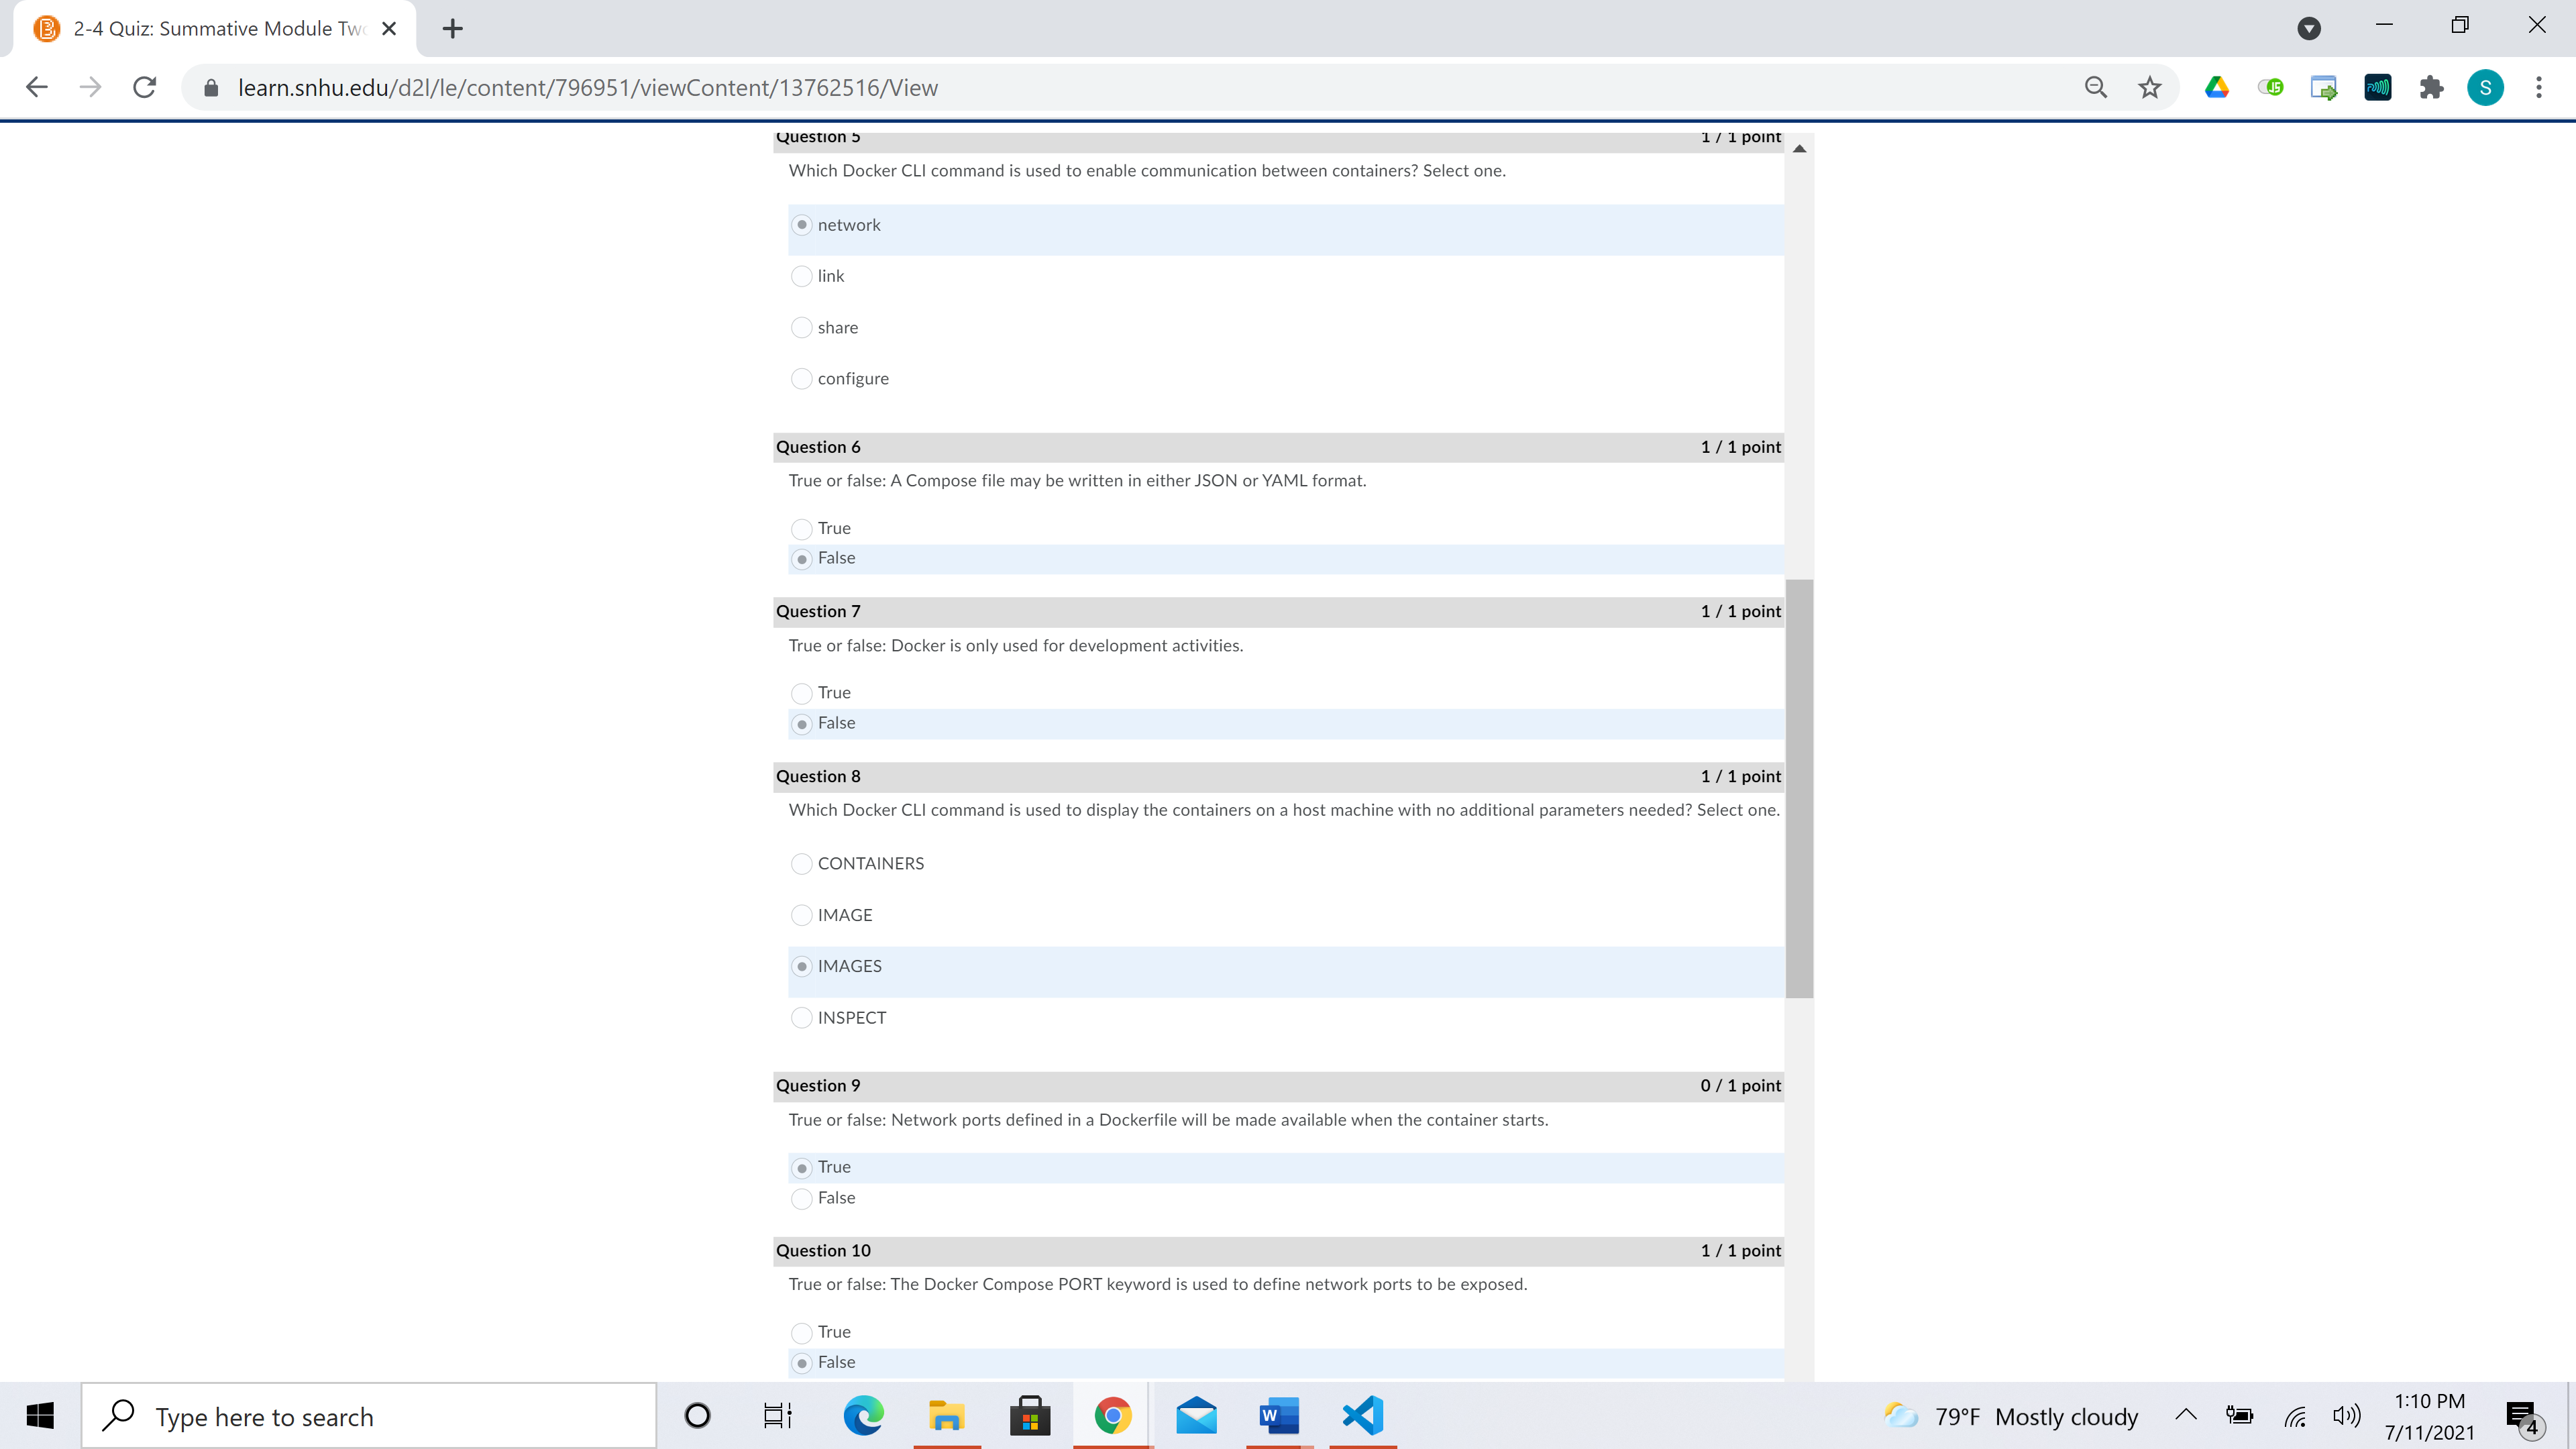 2-4 Quiz: Summative Module Two
learn.snhu.edu/d2l/le/content/796951/viewContent/13762516/View
S
Question 5 1 / 1 point
Which Docker CLI command is used to enable communication between containers? Select one.
network
link
share
configure
Question 6 1 / 1 point
True or false: A Compose file may be written in either JSON or YAML format.
True
False
Question 7 1 / 1 point
True or false: Docker is only used for development activities.
True
False
Question 8 1 / 1 point
Which Docker CLI command is used to display the containers on a host machine with no additional parameters needed? Select one.
CONTAINERS
IMAGE
IMAGES
INSPECT
Question 9 0 / 1 point
True or false: Network ports defined in a Dockerfile will be made available when the container starts.
True
False
Question 10 1 / 1 point
True or false: The Docker Compose PORT keyword is used to define network ports to be exposed.
True
False
Type here to search
79°F Mostly cloudy
1:10 PM
7/11/2021
4